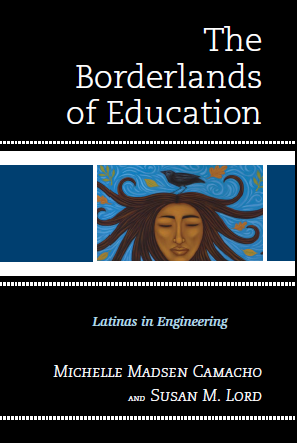 The
Borderlands
of Education
Latinas in Engineering
Michelle Madsen Camacho
and Susan M. Lord